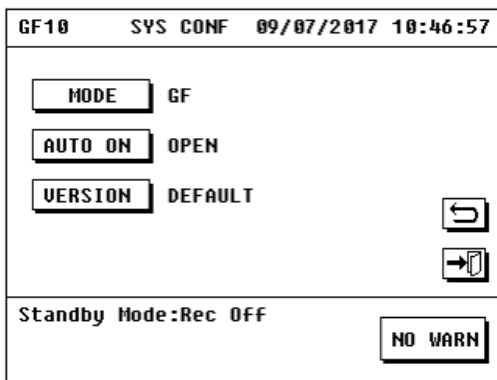 GF10 SYS CONF 09/07/2017 10:46:57
MODE GF
AUTO ON OPEN
VERSION DEFAULT
Standby Mode:Rec Off
NO WARN